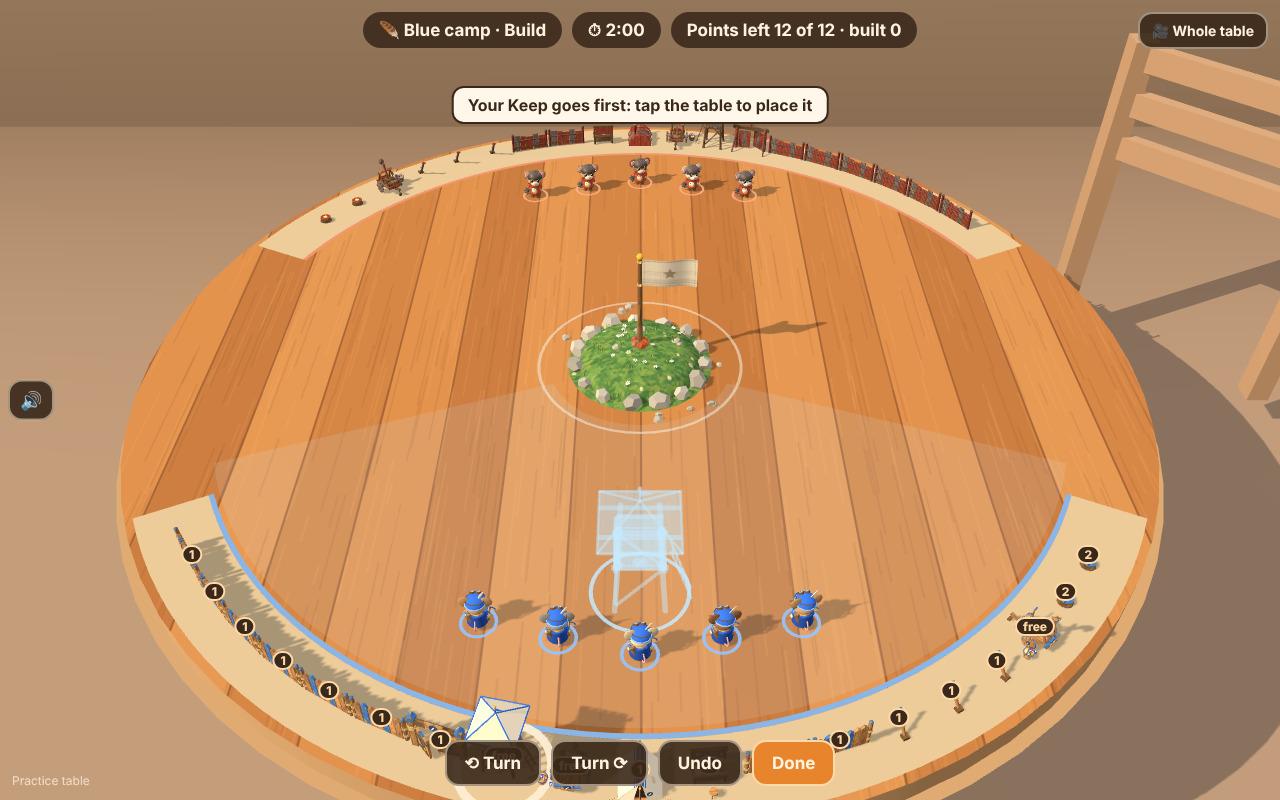 Blue camp · Build
2:00
Points left 12 of 12 · built 0
Whole table
Your Keep goes first: tap the table to place it
1
2
1
2
1
free
1
1
1
1
1
1
1
1
⟲ Turn
Turn ⟳
Undo
Done
Practice table